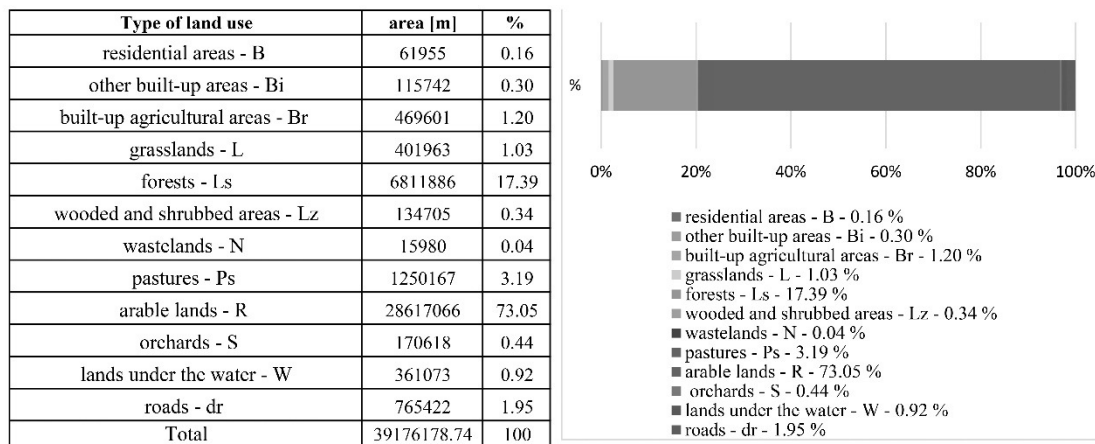 Type of land use area [m] %
residential areas - B 61955 0.16
other built-up areas - Bi 115742 0.30
built-up agricultural areas - Br 469601 1.20
grasslands - L 401963 1.03
forests - Ls 6811886 17.39
wooded and shrubbed areas - Lz 134705 0.34
wastelands - N 15980 0.04
pastures - Ps 1250167 3.19
arable lands - R 28617066 73.05
orchards - S 170618 0.44
lands under the water - W 361073 0.92
roads - dr 765422 1.95
Total 39176178.74 100
%
0% 20% 40% 60% 80% 100%
residential areas - B - 0.16 %
other built-up areas - Bi - 0.30 %
built-up agricultural areas - Br - 1.20 %
grasslands - L - 1.03 %
forests - Ls - 17.39 %
wooded and shrubbed areas - Lz - 0.34 %
wastelands - N - 0.04 %
pastures - Ps - 3.19 %
arable lands - R - 73.05 %
orchards - S - 0.44 %
lands under the water - W - 0.92 %
roads - dr - 1.95 %